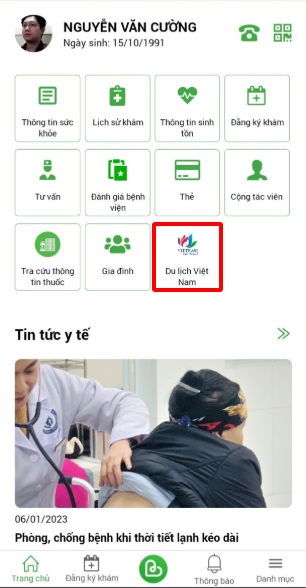 NGUYỄN VĂN CƯỜNG
Ngày sinh: 15/10/1991
Thông tin sức
khỏe
Lịch sử khám
Thông tin sinh
tồn
Đăng ký khám
Tư vấn
Đánh giá bệnh
viện
Thẻ
Cộng tác viên
Tra cứu thông
tin thuốc
Gia đình
Du lịch Việt
Nam
Tin tức y tế
06/01/2023
Phòng, chống bệnh khi thời tiết lạnh kéo dài
Trang chủ
Đăng ký khám
Thông báo
Danh mục